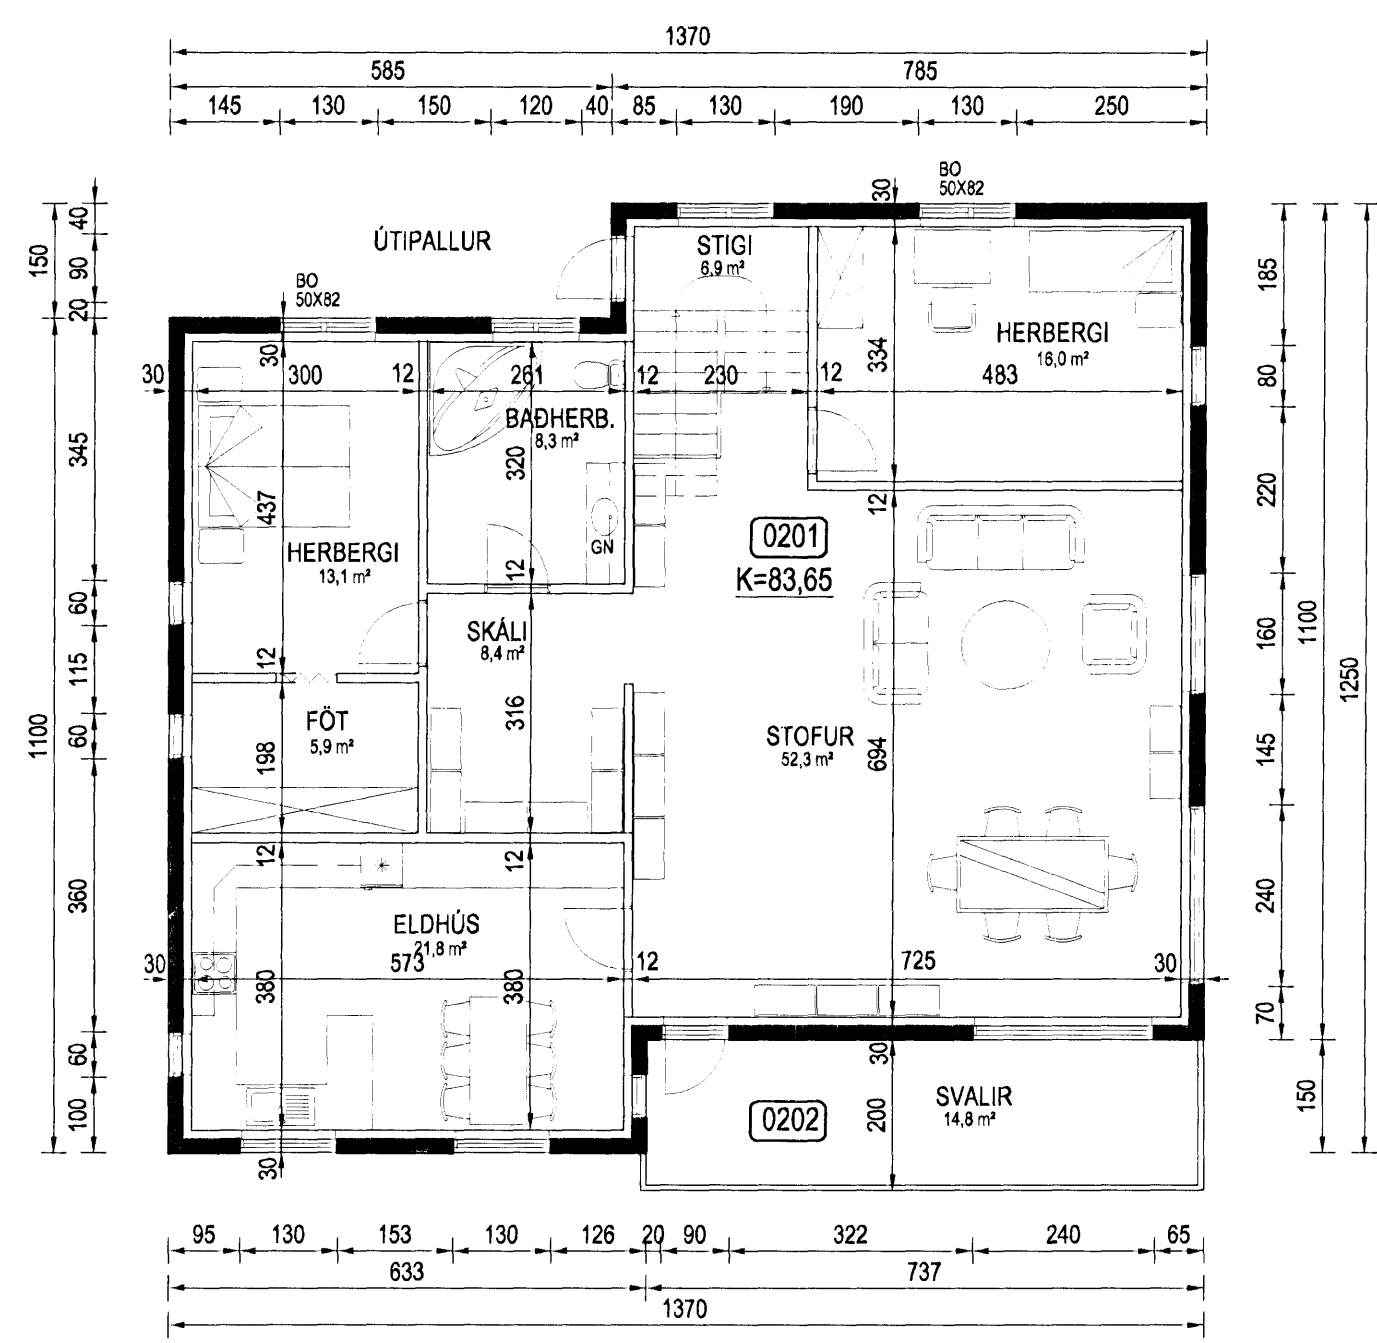 1370
585 785
145 130 150 120 40 85 130 190 130 250
BO
50X82
30
40
150
90
20
ÚTIPALLUR
STIGI
6,9 m²
BO
50X82
185
HERBERGI
16,0 m²
334
30
30 300 12 261 12 230 12 483
80
BAÐHERB.
8,3 m²
345
320
437
12
220
0201
K=83,65
GN
HERBERGI
13,1 m²
12
60
SKÁLI
8,4 m²
160
1100
115
12
1250
316
FÖT
5,9 m²
STOFUR
52,3 m²
694
1100
60
198
145
12
12
360
ELDHÚS
21,8 m²
240
30 573 12 725 30
380
380
70
60
30
SVALIR
14,8 m²
0202
200
150
100
30
95 130 153 130 126 20 90 322 240 65
633 737
1370